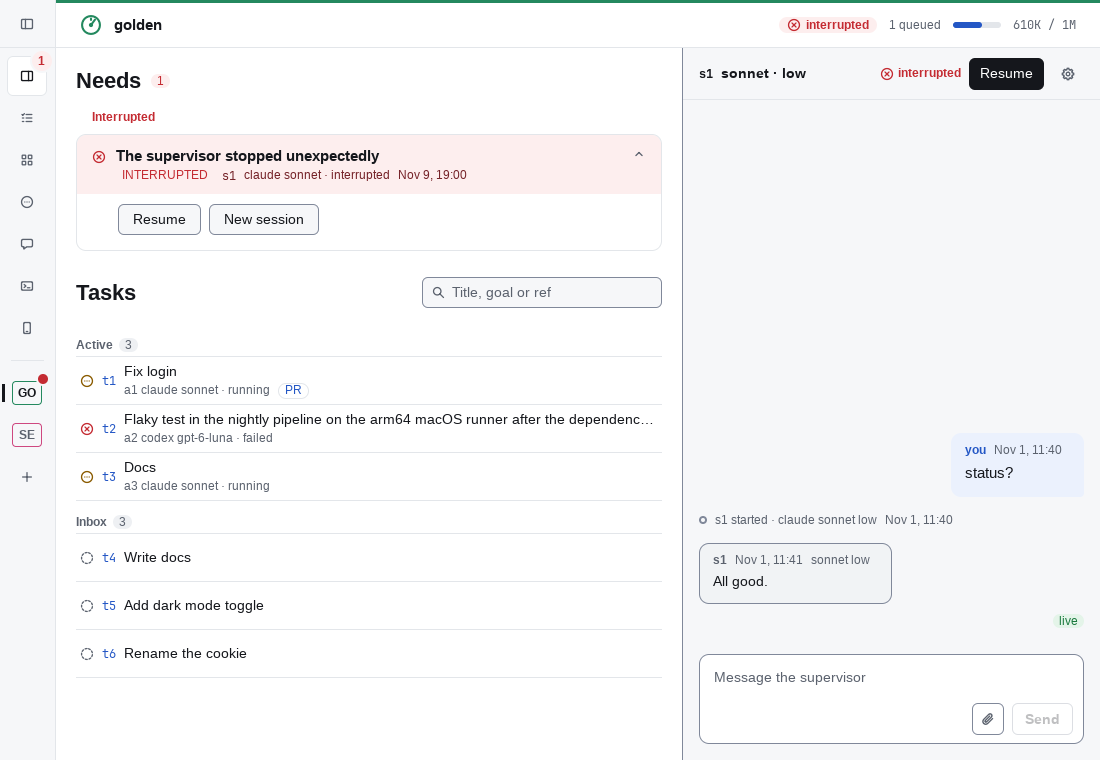 golden
interrupted
1 queued
610K / 1M
1
GO
SE
Needs 1
Interrupted
The supervisor stopped unexpectedly
INTERRUPTED s1 claude sonnet · interrupted Nov 9, 19:00
Resume
New session
Tasks
Title, goal or ref
Active 3
t1 Fix login
a1 claude sonnet · running PR
t2 Flaky test in the nightly pipeline on the arm64 macOS runner after the dependenc…
a2 codex gpt-6-luna · failed
t3 Docs
a3 claude sonnet · running
Inbox 3
t4 Write docs
t5 Add dark mode toggle
t6 Rename the cookie
s1 sonnet · low
interrupted
Resume
you Nov 1, 11:40
status?
s1 started · claude sonnet low Nov 1, 11:40
s1 Nov 1, 11:41 sonnet low
All good.
live
Message the supervisor
Send